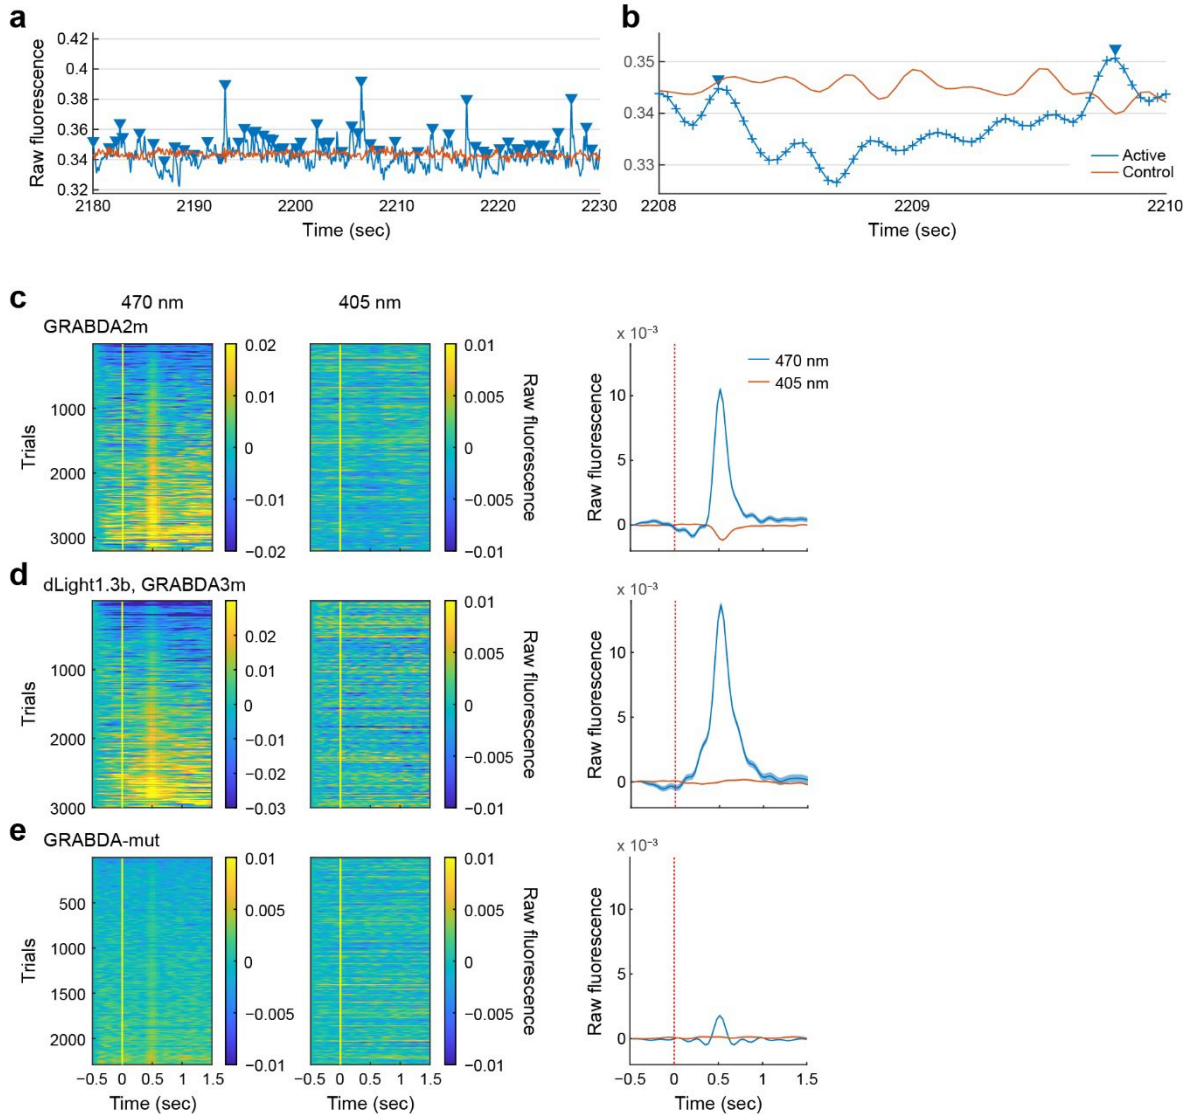 a
b
Raw fluorescence
0.42
0.4
0.38
0.36
0.34
0.32
2180
2190
2200
2210
2220
2230
Time (sec)
0.35
0.34
0.33
Active
Control
2208
2209
2210
Time (sec)
c
470 nm
405 nm
GRABDA2m
Trials
1000
2000
3000
0.02
0.01
0
−0.01
−0.02
0.01
0.005
0
−0.005
−0.01
Raw fluorescence
x 10⁻³
Raw fluorescence
10
5
0
470 nm
405 nm
d
dLight1.3b, GRABDA3m
Trials
1000
2000
3000
0.02
0.01
0
−0.01
−0.02
−0.03
0.01
0.005
0
−0.005
−0.01
Raw fluorescence
x 10⁻³
Raw fluorescence
10
5
0
−0.5
0
0.5
1
1.5
e
GRABDA-mut
Trials
500
1000
1500
2000
−0.5
0
0.5
1
1.5
Time (sec)
0.01
0.005
0
−0.005
−0.01
−0.5
0
0.5
1
1.5
Time (sec)
0.01
0.005
0
−0.005
−0.01
Raw fluorescence
x 10⁻³
Raw fluorescence
10
5
0
−0.5
0
0.5
1
1.5
Time (sec)